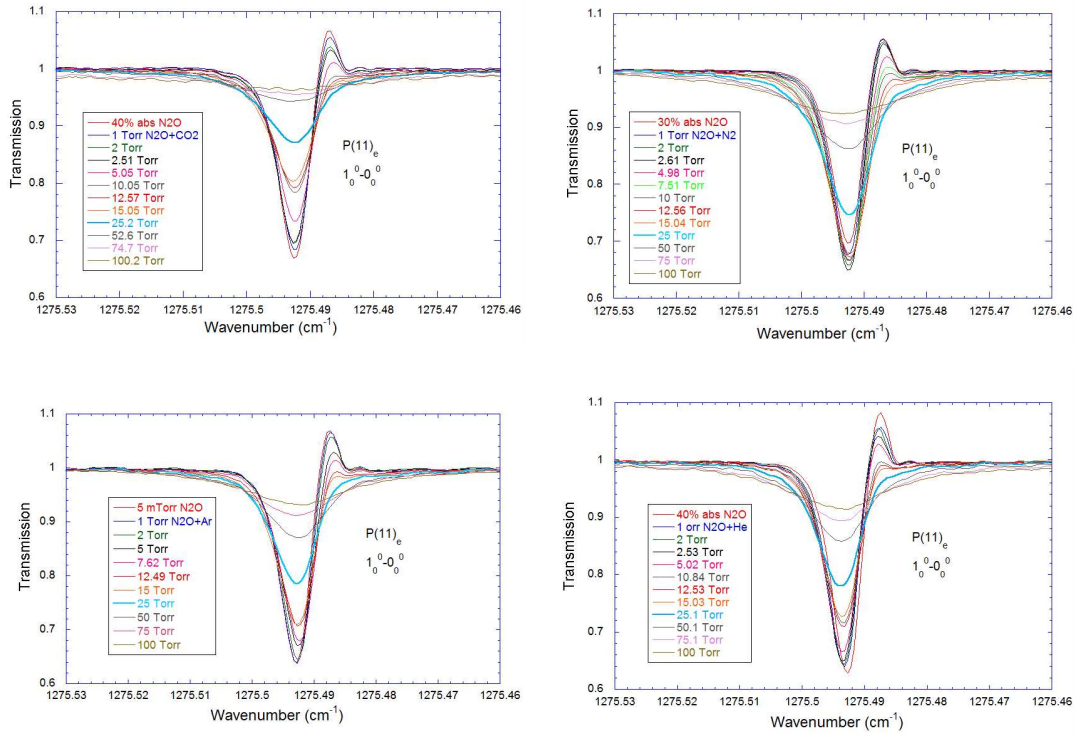 1.1
1
0.9
0.8
0.7
0.6
Transmission
40% abs N2O
1 Torr N2O+CO2
2 Torr
2.51 Torr
5.05 Torr
10.05 Torr
12.57 Torr
15.05 Torr
25.2 Torr
52.6 Torr
74.7 Torr
100.2 Torr
P(11)e
1₀⁰-0₀⁰
1275.53 1275.52 1275.51 1275.5 1275.49 1275.48 1275.47 1275.46
Wavenumber (cm⁻¹)
1.1
1
0.9
0.8
0.7
0.6
Transmission
30% abs N2O
1 Torr N2O+N2
2 Torr
2.61 Torr
4.98 Torr
7.51 Torr
10 Torr
12.56 Torr
15.04 Torr
25 Torr
50 Torr
75 Torr
100 Torr
P(11)e
1₀⁰-0₀⁰
1275.53 1275.52 1275.51 1275.5 1275.49 1275.48 1275.47 1275.46
Wavenumber (cm⁻¹)
1.1
1
0.9
0.8
0.7
0.6
Transmission
5 mTorr N2O
1 Torr N2O+Ar
2 Torr
5 Torr
7.62 Torr
12.49 Torr
15 Torr
25 Torr
50 Torr
75 Torr
100 Torr
P(11)e
1₀⁰-0₀⁰
1275.53 1275.52 1275.51 1275.5 1275.49 1275.48 1275.47 1275.46
Wavenumber (cm⁻¹)
1.1
1
0.9
0.8
0.7
0.6
Transmission
40% abs N2O
1 orr N2O+He
2 Torr
2.53 Torr
5.02 Torr
10.84 Torr
12.53 Torr
15.03 Torr
25.1 Torr
50.1 Torr
75.1 Torr
100 Torr
P(11)e
1₀⁰-0₀⁰
1275.53 1275.52 1275.51 1275.5 1275.49 1275.48 1275.47 1275.46
Wavenumber (cm⁻¹)